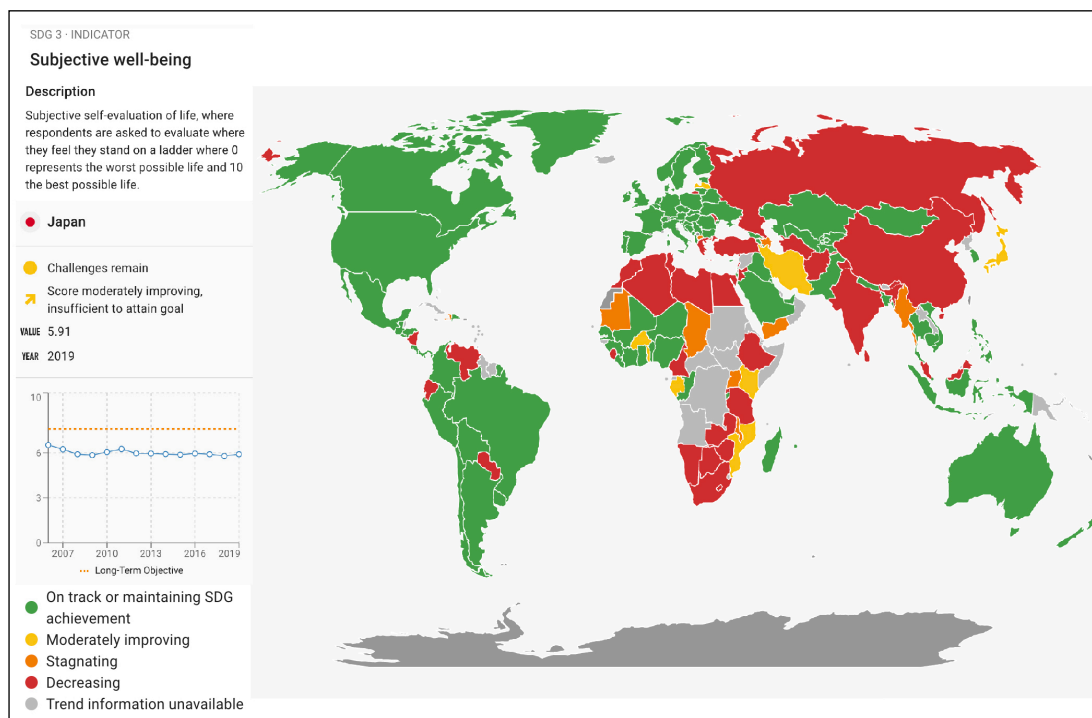 SDG 3 · INDICATOR
Subjective well-being
Description
Subjective self-evaluation of life, where
respondents are asked to evaluate where
they feel they stand on a ladder where 0
represents the worst possible life and 10
the best possible life.
Japan
Challenges remain
Score moderately improving,
insufficient to attain goal
VALUE 5.91
YEAR 2019
10
6
3
0
2007 2010 2013 2016 2019
Long-Term Objective
On track or maintaining SDG
achievement
Moderately improving
Stagnating
Decreasing
Trend information unavailable